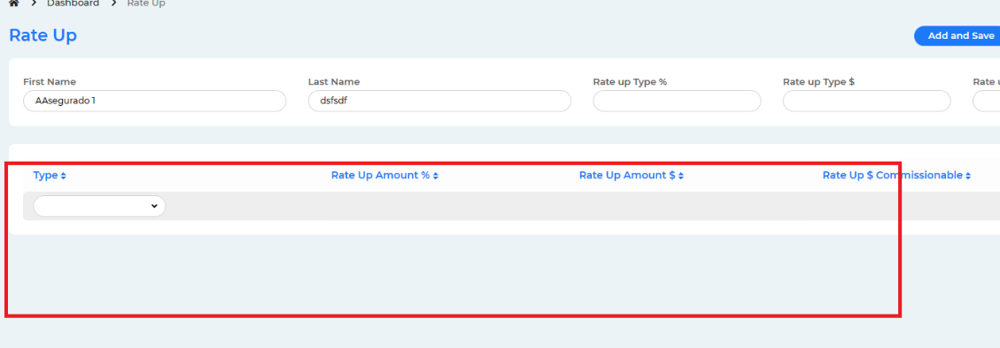 Dashboard > Rate Up
Rate Up
Add and Save
First Name
Last Name
Rate up Type %
Rate up Type $
Rate
AAsegurado 1
dsfsdf
Type
Rate Up Amount %
Rate Up Amount $
Rate Up $ Commissionable